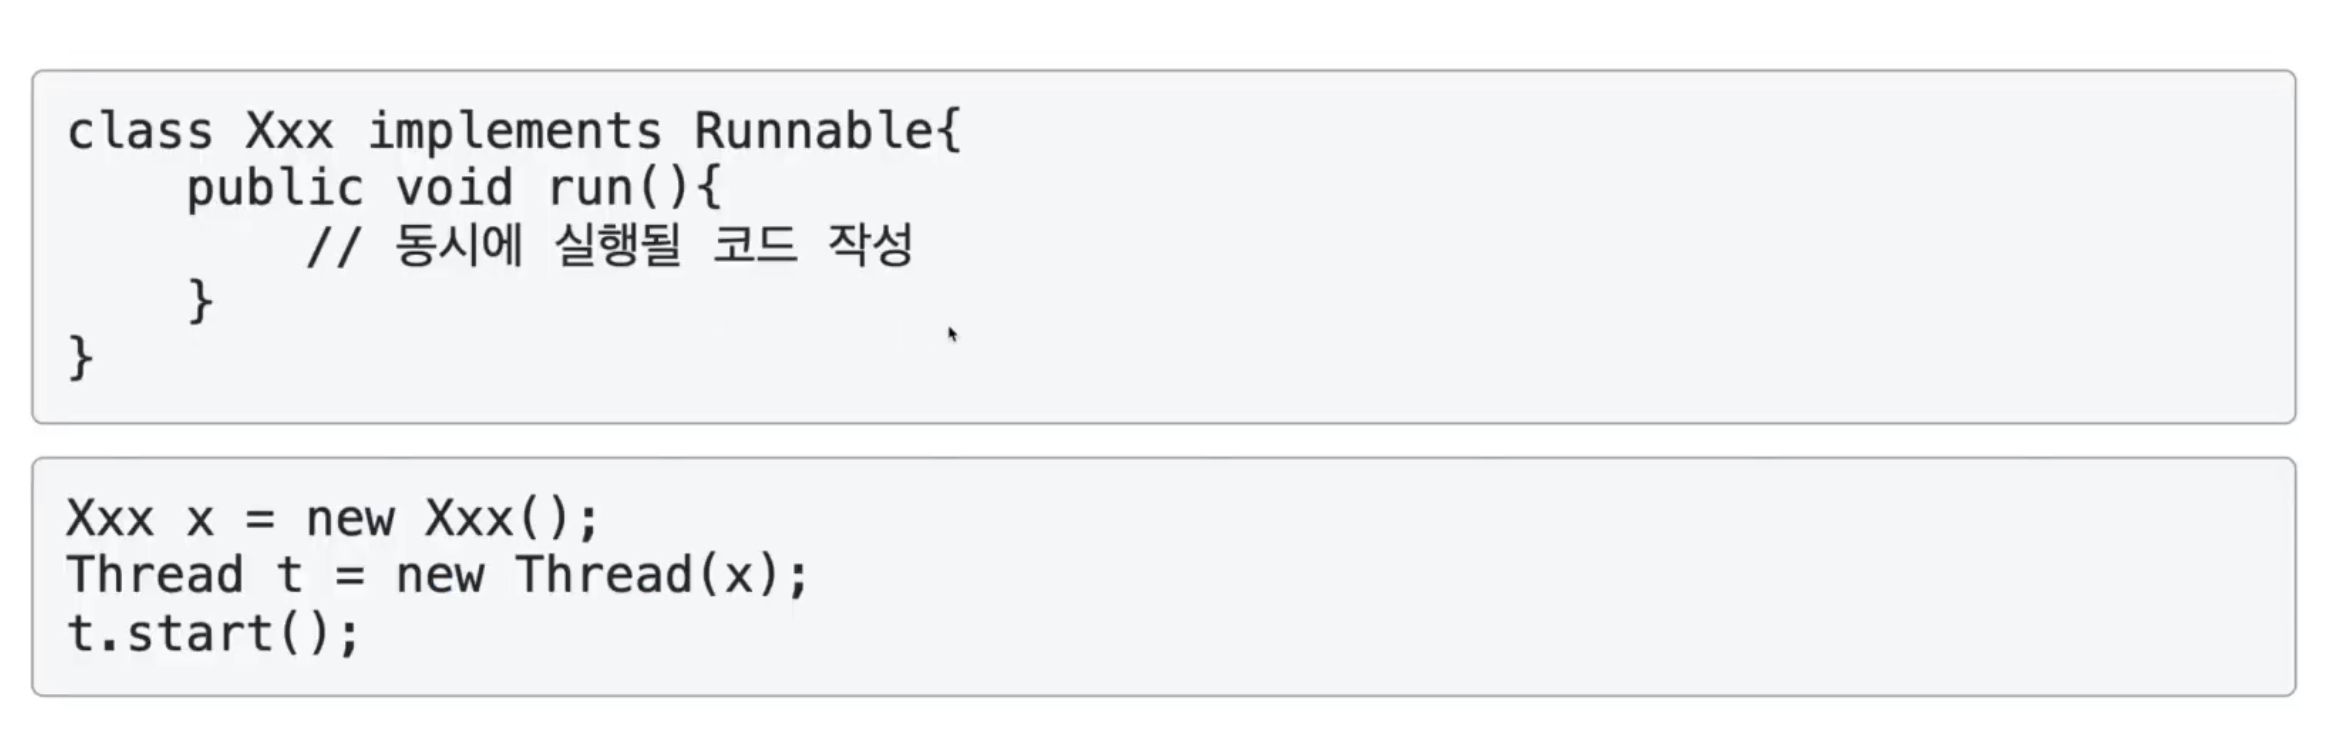 class Xxx implements Runnable{
    public void run(){
        // 동시에 실행될 코드 작성
    }
}
Xxx x = new Xxx();
Thread t = new Thread(x);
t.start();